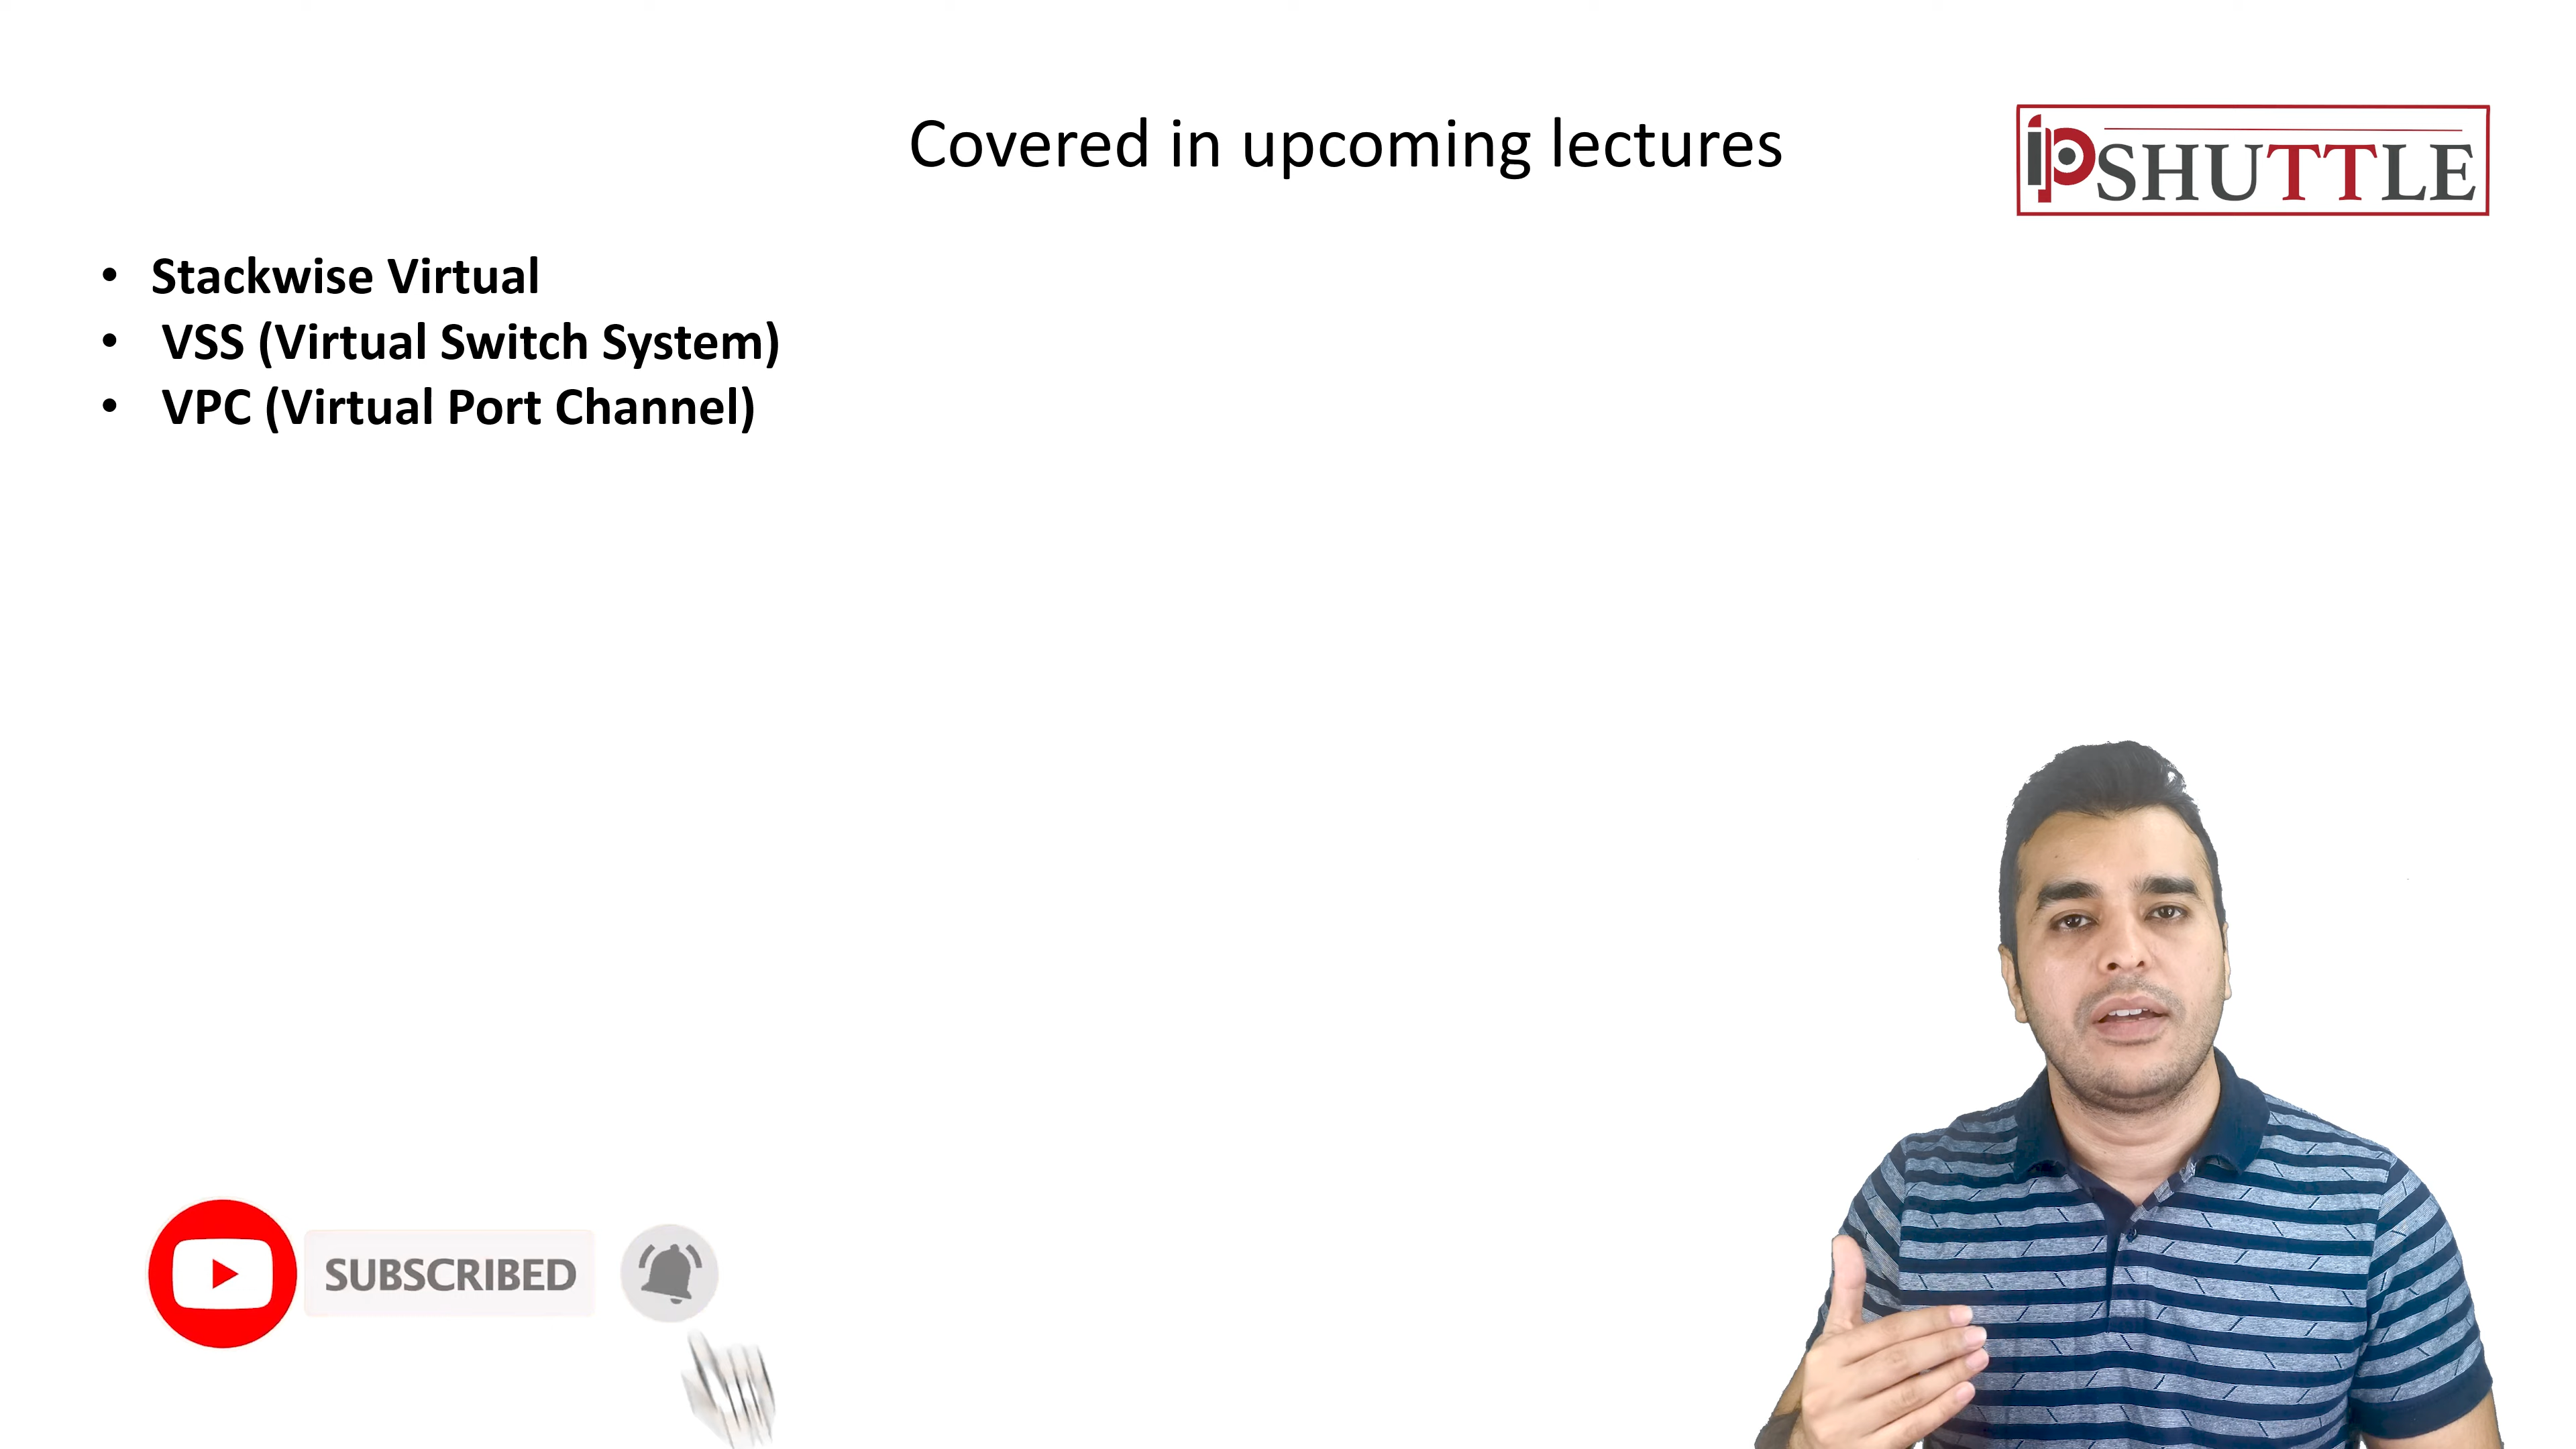 Covered in upcoming lectures
ipSHUTTLE
• Stackwise Virtual
• VSS (Virtual Switch System)
• VPC (Virtual Port Channel)
SUBSCRIBED